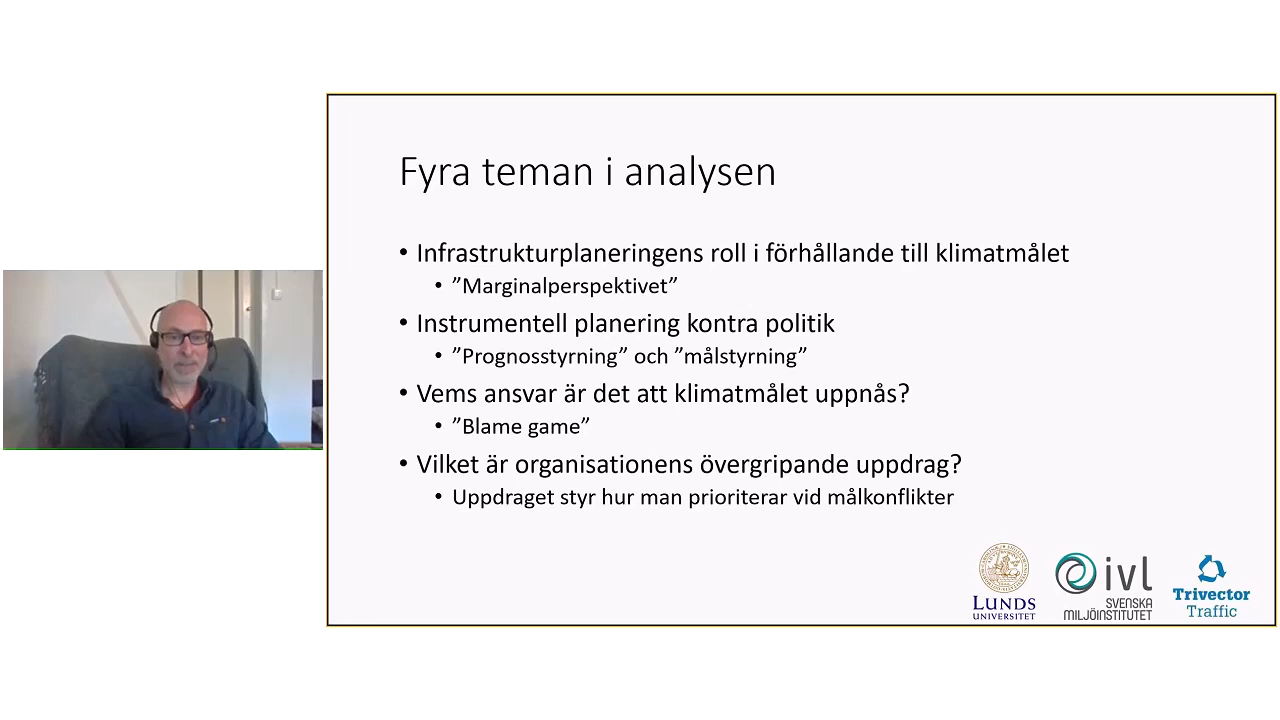 Fyra teman i analysen
• Infrastrukturplaneringens roll i förhållande till klimatmålet
• ”Marginalperspektivet”
• Instrumentell planering kontra politik
• ”Prognosstyrning” och ”målstyrning”
• Vems ansvar är det att klimatmålet uppnås?
• ”Blame game”
• Vilket är organisationens övergripande uppdrag?
• Uppdraget styr hur man prioriterar vid målkonflikter
LUNDS
UNIVERSITET
ivl
SVENSKA
MILJÖINSTITUTET
Trivector
Traffic